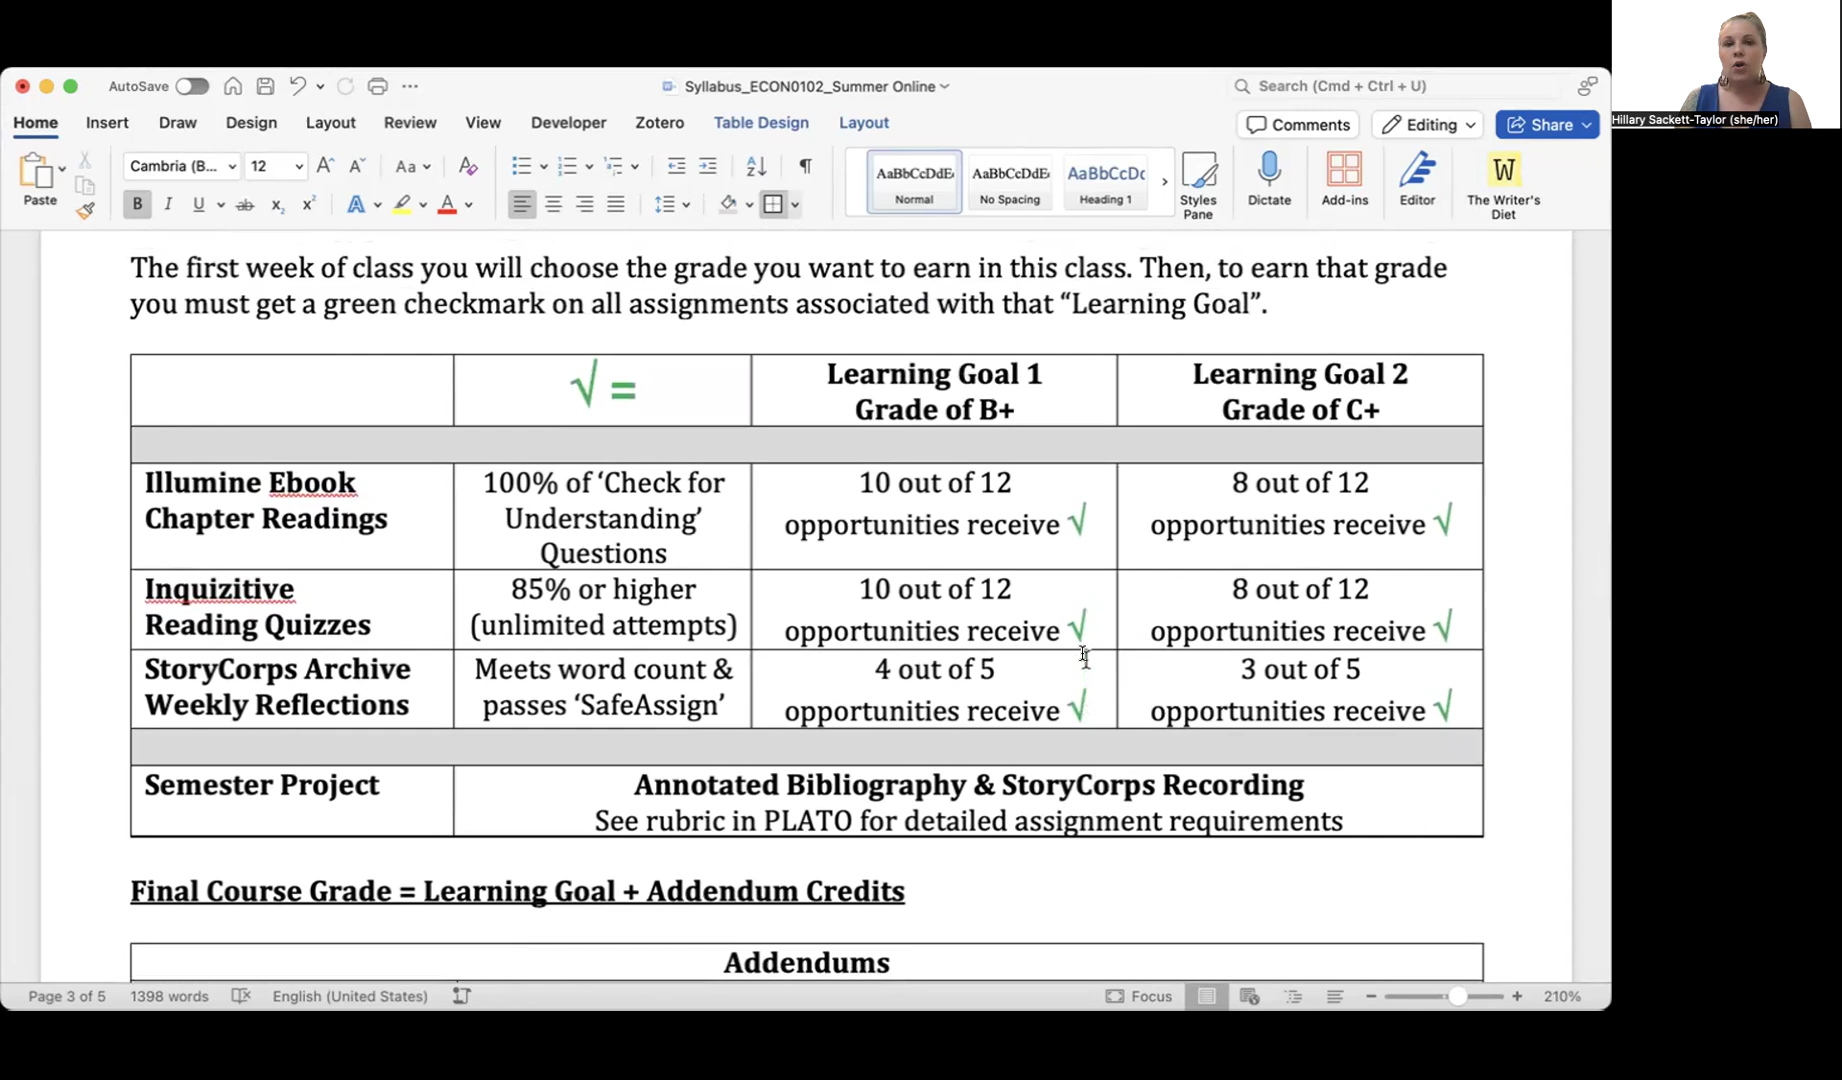 AutoSave
Syllabus_ECON0102_Summer Online
Search (Cmd + Ctrl + U)
Home Insert Draw Design Layout References Mailings Review View Developer Zotero Table Design Layout
Comments Editing Share
Paste
Cambria (B... 12
Aa
B I U ab x₂ x² A A
AaBbCcDdE
Normal
AaBbCcDdE
No Spacing
AaBbCcDc
Heading 1
Styles
Pane
Dictate
Add-ins
Editor
W
The Writer's
Diet
Hillary Sackett-Taylor (she/her)
The first week of class you will choose the grade you want to earn in this class. Then, to earn that grade
you must get a green checkmark on all assignments associated with that “Learning Goal”.
√ =
Learning Goal 1
Grade of B+
Learning Goal 2
Grade of C+
Illumine Ebook
Chapter Readings
100% of ‘Check for
Understanding’
Questions
10 out of 12
opportunities receive √
8 out of 12
opportunities receive √
Inquizitive
Reading Quizzes
85% or higher
(unlimited attempts)
10 out of 12
opportunities receive √
8 out of 12
opportunities receive √
StoryCorps Archive
Weekly Reflections
Meets word count &
passes ‘SafeAssign’
4 out of 5
opportunities receive √
3 out of 5
opportunities receive √
Semester Project
Annotated Bibliography & StoryCorps Recording
See rubric in PLATO for detailed assignment requirements
Final Course Grade = Learning Goal + Addendum Credits
Addendums
Page 3 of 5 1398 words English (United States) Focus 210%